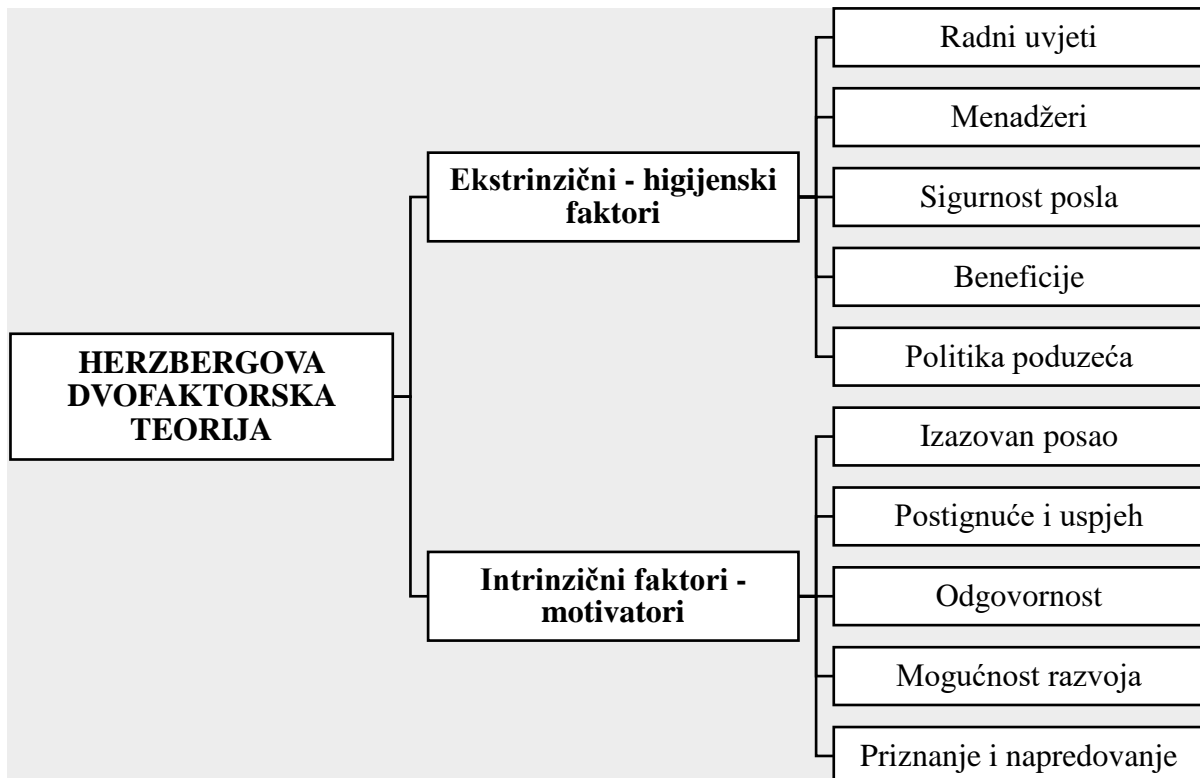 HERZBERGOVA
DVOFAKTORSKA
TEORIJA
Ekstrinzični - higijenski
faktori
Radni uvjeti
Menadžeri
Sigurnost posla
Beneficije
Politika poduzeća
Intrinzični faktori -
motivatori
Izazovan posao
Postignuće i uspjeh
Odgovornost
Mogućnost razvoja
Priznanje i napredovanje